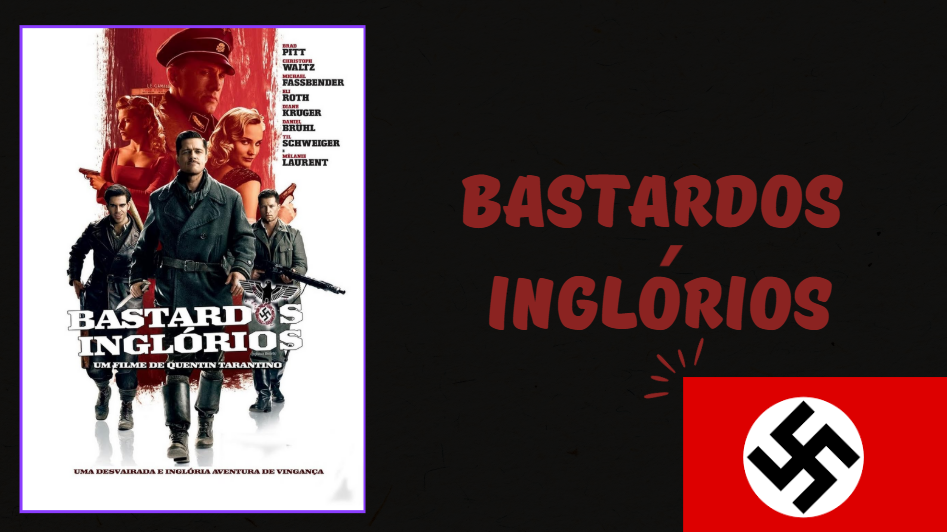 BRAD
PITT
CHRISTOPH
WALTZ
MICHAEL
FASSBENDER
ELI
ROTH
DIANE
KRUGER
DANIEL
BRÜHL
TIL
SCHWEIGER
E
MÉLANIE
LAURENT
BASTARDOS
INGLÓRIOS
UM FILME DE QUENTIN TARANTINO
UMA DESVAIRADA E INGLÓRIA AVENTURA DE VINGANÇA
BASTARDOS
INGLÓRIOS